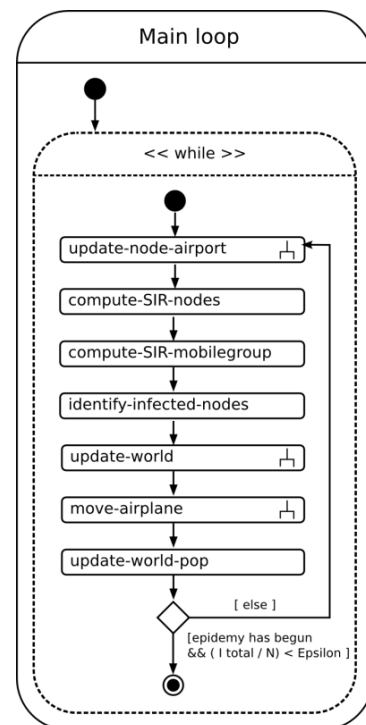 Main loop
<< while >>
update-node-airport
compute-SIR-nodes
compute-SIR-mobilegroup
identify-infected-nodes
update-world
move-airplane
update-world-pop
[ else ]
[epidemy has begun
&& ( I total / N) < Epsilon ]